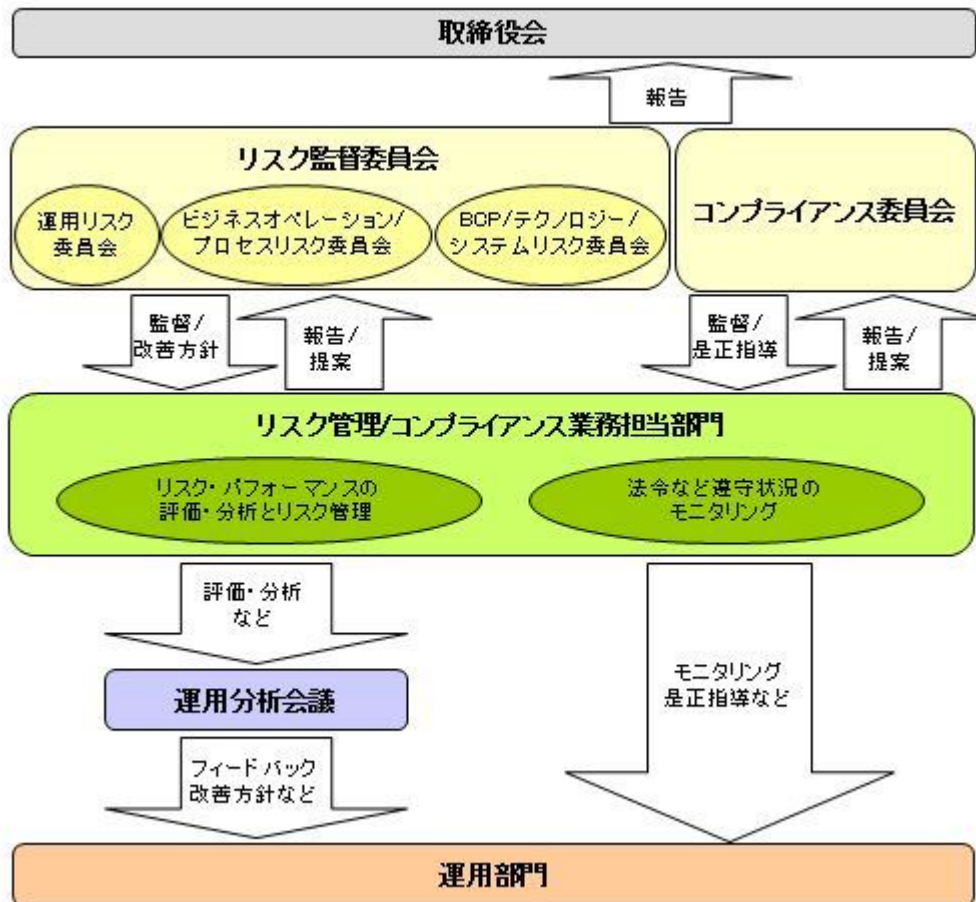 取締役会
報告
リスク監督委員会
運用リスク
委員会
ビジネスオペレーション/
プロセスリスク委員会
BCP/テクノロジー/
システムリスク委員会
コンプライアンス委員会
監督/
改善方針
報告/
提案
監督/
是正指導
報告/
提案
リスク管理/コンプライアンス業務担当部門
リスク・パフォーマンスの
評価・分析とリスク管理
法令など遵守状況の
モニタリング
評価・分析
など
運用分析会議
モニタリング
是正指導など
フィードバック
改善方針など
運用部門